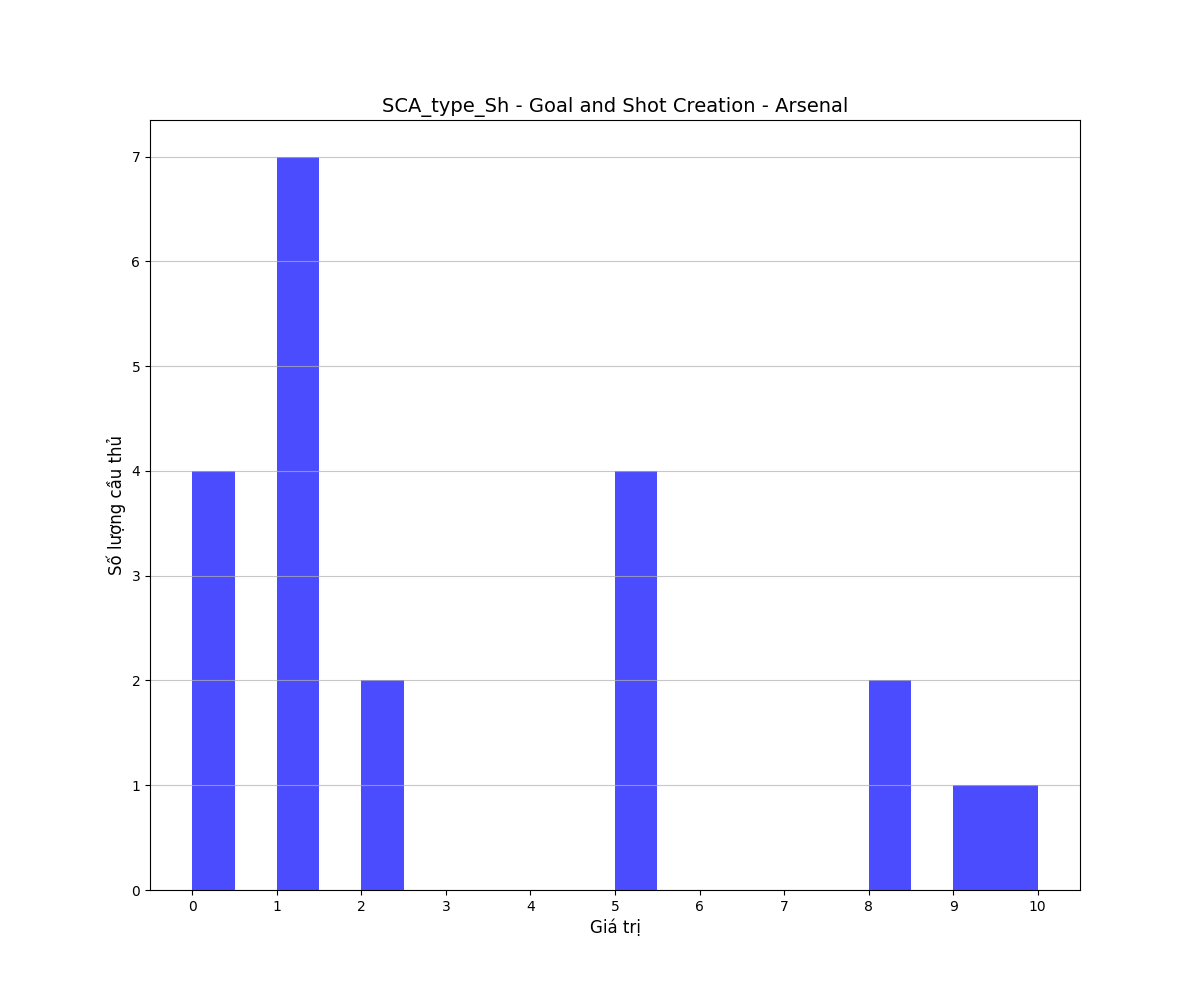 SCA_type_Sh - Goal and Shot Creation - Arsenal
Số lượng cầu thủ
7
6
5
4
3
2
1
0
0 1 2 3 4 5 6 7 8 9 10
Giá trị